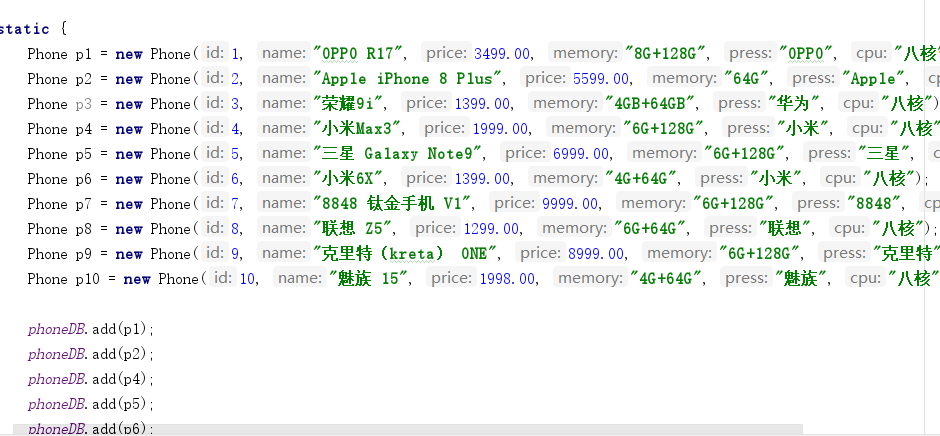 static {
Phone p1 = new Phone( id: 1, name: "OPPO R17", price: 3499.00, memory: "8G+128G", press: "OPPO", cpu: "八核
Phone p2 = new Phone( id: 2, name: "Apple iPhone 8 Plus", price: 5599.00, memory: "64G", press: "Apple",
Phone p3 = new Phone( id: 3, name: "荣耀9i", price: 1399.00, memory: "4GB+64GB", press: "华为", cpu: "八核")
Phone p4 = new Phone( id: 4, name: "小米Max3", price: 1999.00, memory: "6G+128G", press: "小米", cpu: "八核"
Phone p5 = new Phone( id: 5, name: "三星 Galaxy Note9", price: 6999.00, memory: "6G+128G", press: "三星", c
Phone p6 = new Phone( id: 6, name: "小米6X", price: 1399.00, memory: "4G+64G", press: "小米", cpu: "八核");
Phone p7 = new Phone( id: 7, name: "8848 钛金手机 V1", price: 9999.00, memory: "6G+128G", press: "8848", cp
Phone p8 = new Phone( id: 8, name: "联想 Z5", price: 1299.00, memory: "6G+64G", press: "联想", cpu: "八核");
Phone p9 = new Phone( id: 9, name: "克里特（kreta） ONE", price: 8999.00, memory: "6G+128G", press: "克里特"
Phone p10 = new Phone( id: 10, name: "魅族 15", price: 1998.00, memory: "4G+64G", press: "魅族", cpu: "八核"
phoneDB.add(p1);
phoneDB.add(p2);
phoneDB.add(p4);
phoneDB.add(p5);
phoneDB.add(p6);